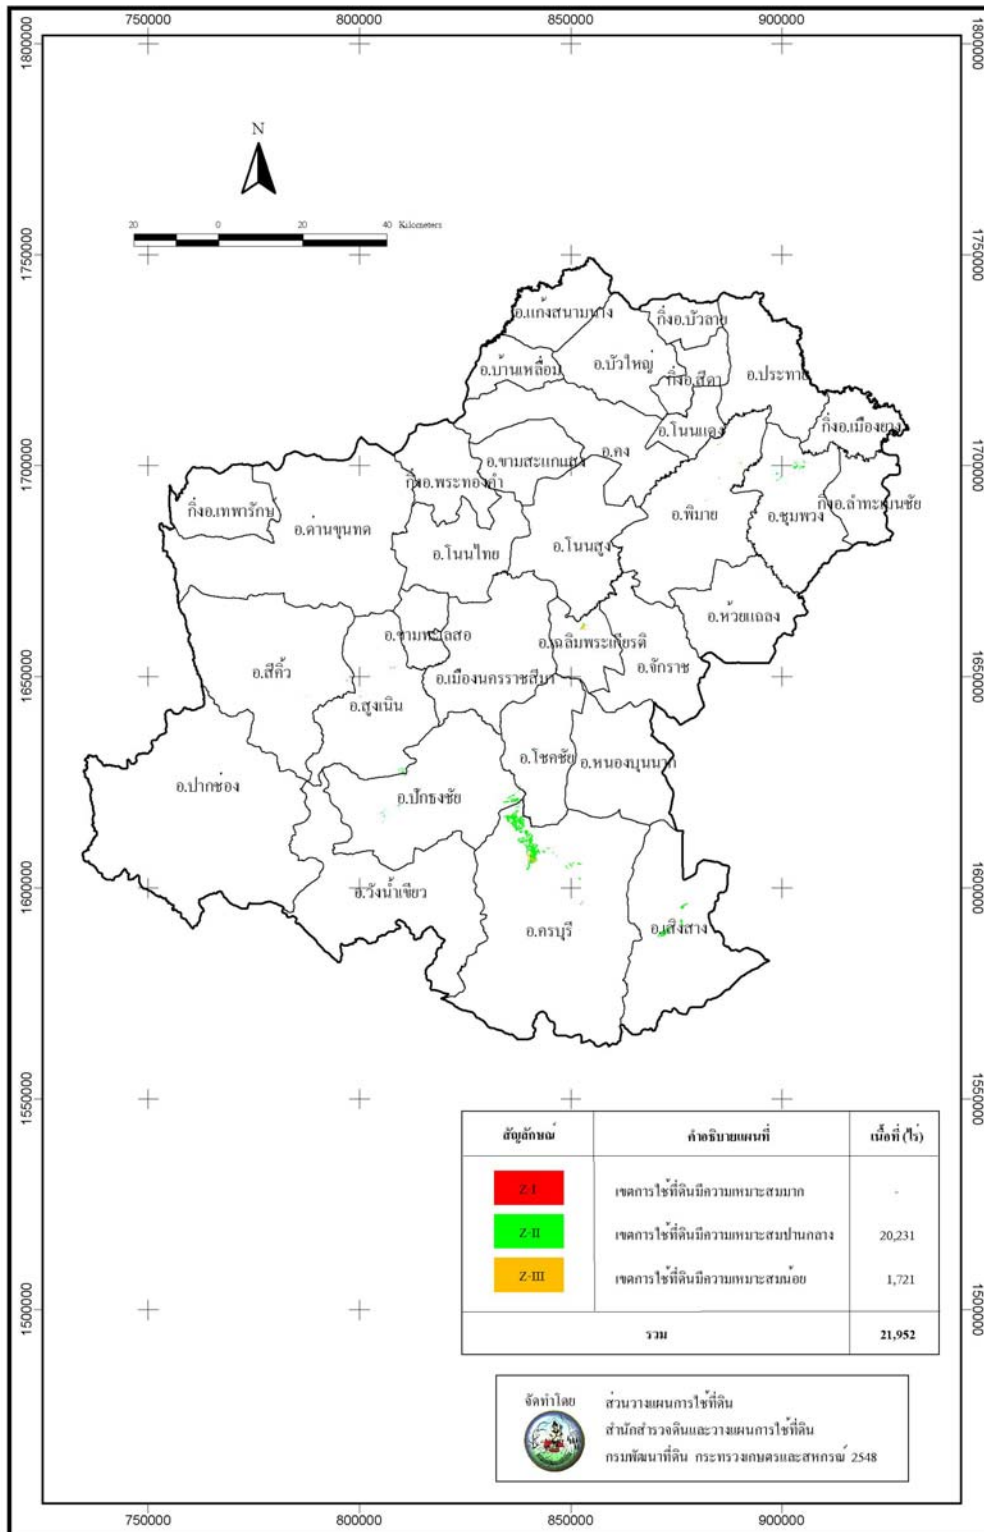 750000 800000 850000 900000
1800000 1800000
N
20 0 20 40 Kilometers
1750000 1750000
อ.แก้งสนามนาง
กิ่งอ.บัวลาย
อ.บ้านเหลื่อม
อ.บัวใหญ่
กิ่งอ.สีดา
อ.ประทาย
กิ่งอ.เมืองยาง
อ.โนนแดง
อ.คง
อ.ขามสะแกแสง
1700000 1700000
กิ่งอ.พระทองคำ
กิ่งอ.เทพารักษ์
อ.ด่านขุนทด
อ.พิมาย
อ.ชุมพวง
กิ่งอ.ลำทะเมนชัย
อ.โนนไทย
อ.โนนสูง
อ.ห้วยแถลง
อ.ขามทะเลสอ
อ.เฉลิมพระเกียรติ
1650000 1650000
อ.สีคิ้ว
อ.เมืองนครราชสีมา
อ.จักราช
อ.สูงเนิน
อ.โชคชัย
อ.หนองบุนนาก
อ.ปากช่อง
อ.ปักธงชัย
1600000 1600000
อ.วังน้ำเขียว
อ.ครบุรี
อ.เสิงสาง
1550000 1550000
สัญลักษณ์ คำอธิบายแผนที่ เนื้อที่ (ไร่)
Z-I เขตการใช้ที่ดินมีความเหมาะสมมาก -
Z-II เขตการใช้ที่ดินมีความเหมาะสมปานกลาง 20,231
Z-III เขตการใช้ที่ดินมีความเหมาะสมน้อย 1,721
1500000 1500000
รวม 21,952
จัดทำโดย ส่วนวางแผนการใช้ที่ดิน
สำนักสำรวจดินและวางแผนการใช้ที่ดิน
กรมพัฒนาที่ดิน กระทรวงเกษตรและสหกรณ์ 2548
750000 800000 850000 900000